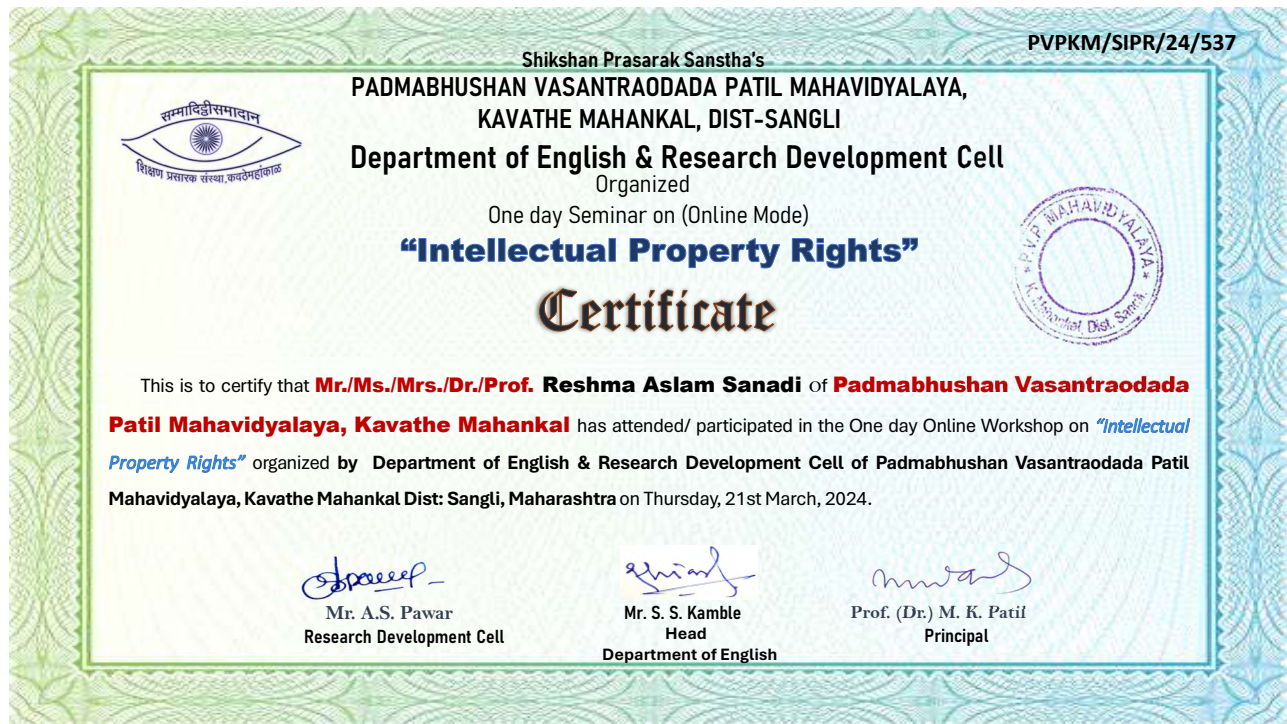 PVPKM/SIPR/24/537
Shikshan Prasarak Sanstha's
PADMABHUSHAN VASANTRAODADA PATIL MAHAVIDYALAYA,
KAVATHE MAHANKAL, DIST-SANGLI
सम्मादिट्ठीसमादान
शिक्षण प्रसारक संस्था,कवठेमहांकाळ
Department of English & Research Development Cell
Organized
One day Seminar on (Online Mode)
“Intellectual Property Rights”
Certificate
* P.V.P. MAHAVIDYALAYA *
K. Mahankal, Dist. Sangli.
This is to certify that Mr./Ms./Mrs./Dr./Prof. Reshma Aslam Sanadi of Padmabhushan Vasantraodada
Patil Mahavidyalaya, Kavathe Mahankal has attended/ participated in the One day Online Workshop on “Intellectual
Property Rights” organized by Department of English & Research Development Cell of Padmabhushan Vasantraodada Patil
Mahavidyalaya, Kavathe Mahankal Dist: Sangli, Maharashtra on Thursday, 21st March, 2024.
Mr. A.S. Pawar
Research Development Cell
Mr. S. S. Kamble
Head
Department of English
Prof. (Dr.) M. K. Patil
Principal